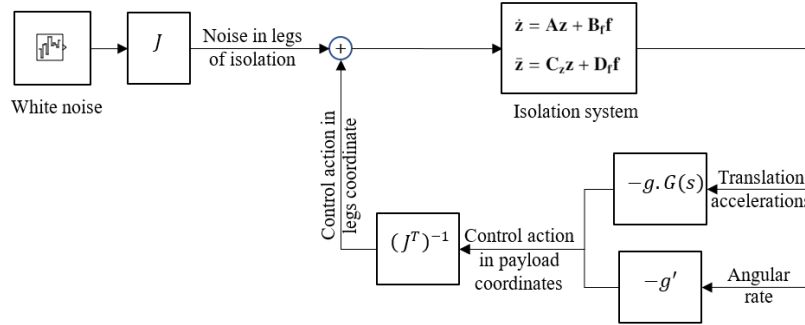 J
Noise in legs
of isolation
+
ż = Az + B_f f
z̄ = C_z z + D_f f
White noise
Isolation system
Control action in
legs coordinate
−g.G(s)
Translation
accelerations
(J^T)^−1
Control action
in payload
coordinates
−g′
Angular
rate